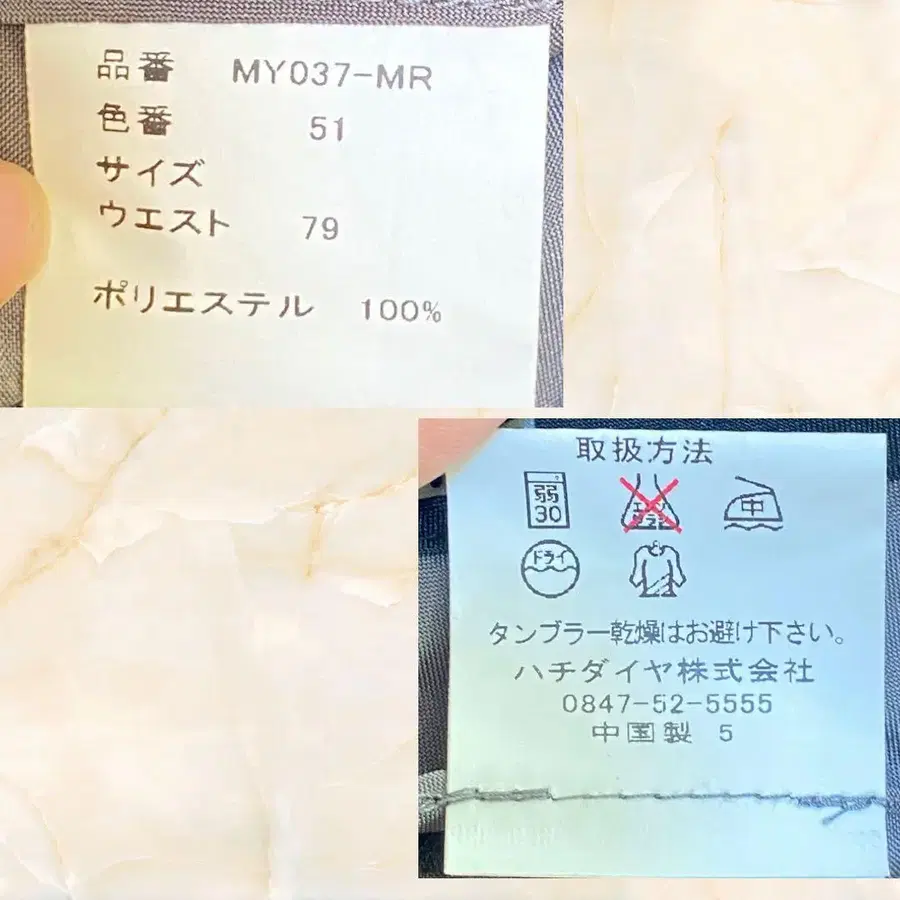 品番 MY037-MR
色番 51
サイズ
ウエスト 79
ポリエステル 100%
取扱方法
弱
30
中
ドライ
タンブラー乾燥はお避け下さい。
ハチダイヤ株式会社
0847-52-5555
中国製 5